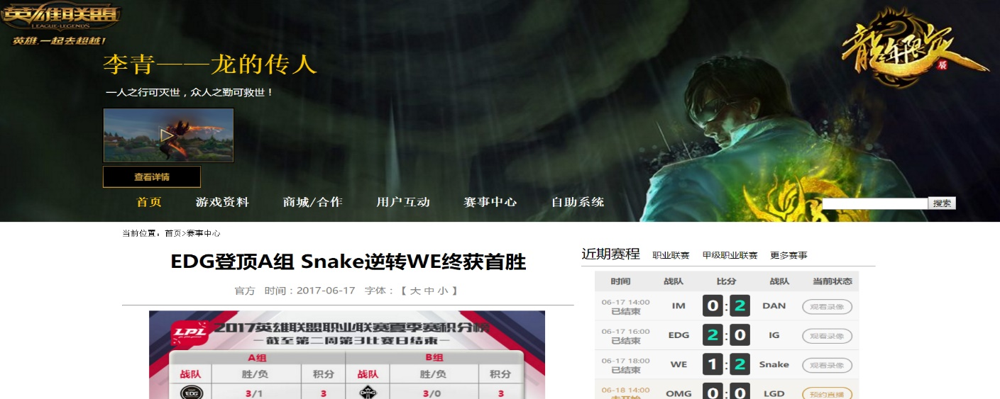 英雄联盟
LEAGUE LEGENDS
英雄,一起去超越!
龍年限定
辰
李青——龙的传人
一人之行可灭世，众人之勤可救世！
查看详情
首页 游戏资料 商城/合作 用户互动 赛事中心 自助系统 搜索
当前位置：首页>赛事中心
EDG登顶A组 Snake逆转WE终获首胜
官方 时间：2017-06-17 字体：【 大 中 小 】
LPL
2017英雄联盟职业联赛夏季赛积分榜
—截至第二周第3比赛日结束—
A组 B组
战队 胜/负 积分 战队 胜/负 积分
EDG 3/1 3 OMG 3/0 3
近期赛程 职业联赛 甲级职业联赛 更多赛事
时间 战队 比分 战队 当前状态
06-17 14:00 已结束 IM 0:2 DAN 观看录像
06-17 16:00 已结束 EDG 2:0 IG 观看录像
06-17 18:00 已结束 WE 1:2 Snake 观看录像
06-18 14:00 未开始 OMG 0:0 LGD 预约直播